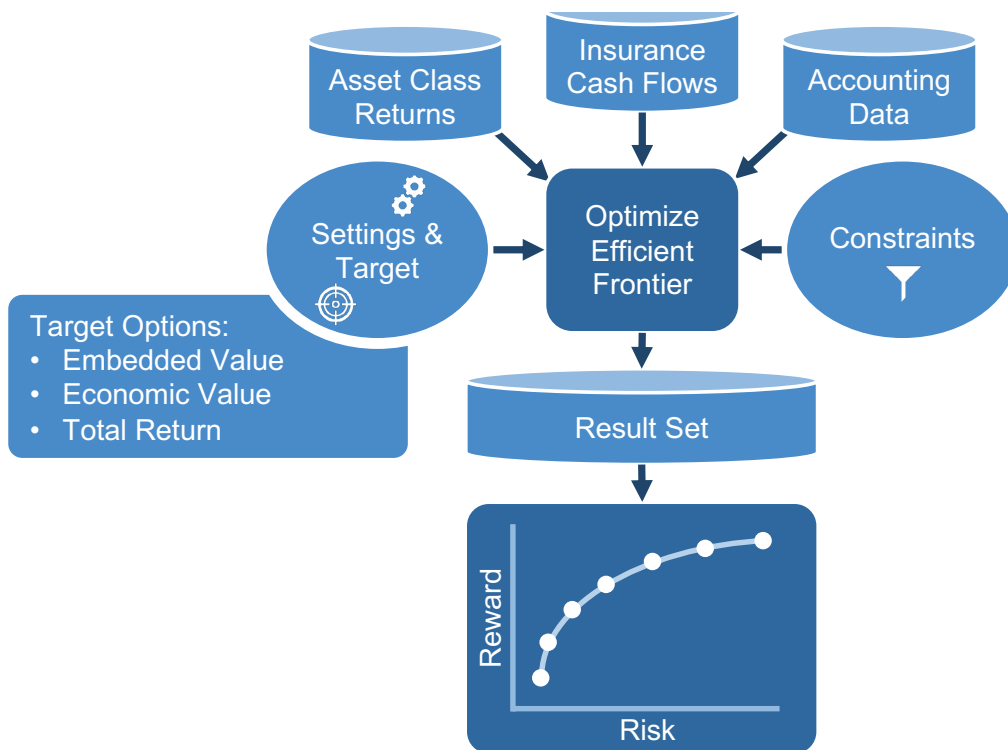 Asset Class
Returns
Insurance
Cash Flows
Accounting
Data
Settings &
Target
Optimize
Efficient
Frontier
Constraints
Target Options:
• Embedded Value
• Economic Value
• Total Return
Result Set
Reward
Risk